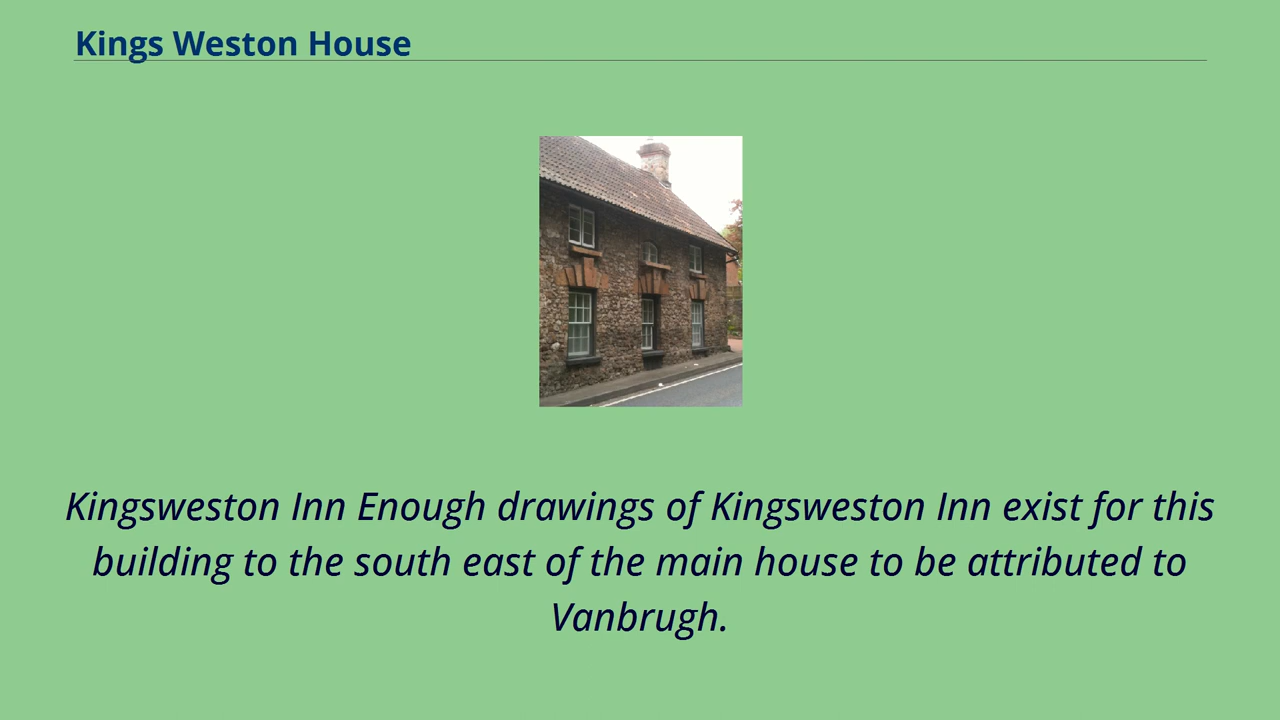 Kings Weston House
Kingsweston Inn Enough drawings of Kingsweston Inn exist for this
building to the south east of the main house to be attributed to
Vanbrugh.